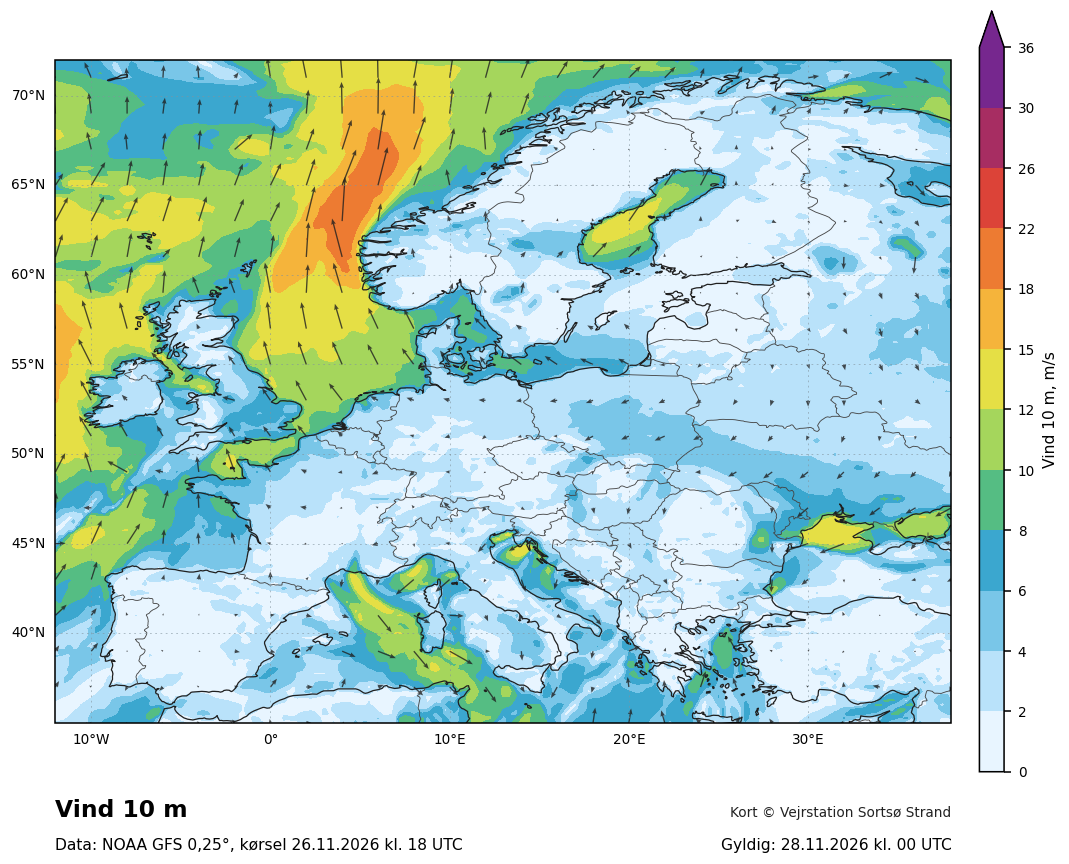 36
30
26
22
18
15
12
10
8
6
4
2
0
Vind 10 m, m/s
70°N
65°N
60°N
55°N
50°N
45°N
40°N
10°W
0°
10°E
20°E
30°E
Vind 10 m
Kort © Vejrstation Sortsø Strand
Data: NOAA GFS 0,25°, kørsel 26.11.2026 kl. 18 UTC
Gyldig: 28.11.2026 kl. 00 UTC